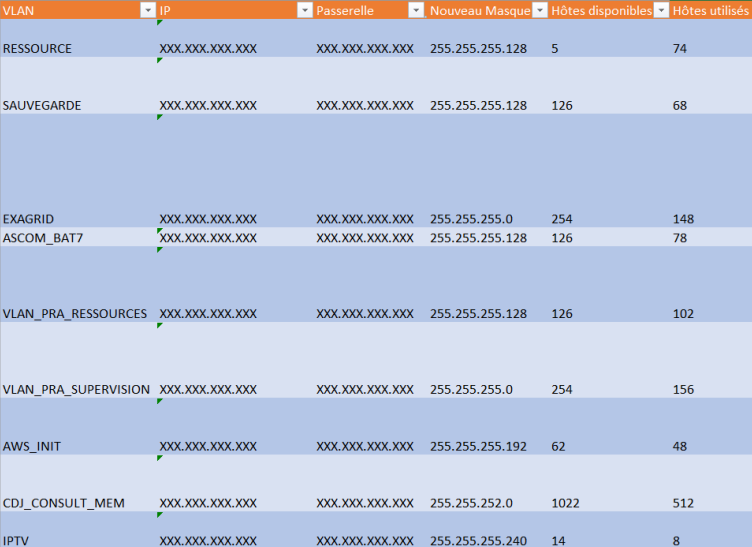 VLAN IP Passerelle Nouveau Masque Hôtes disponibles Hôtes utilisés
RESSOURCE XXX.XXX.XXX.XXX XXX.XXX.XXX.XXX 255.255.255.128 5 74
SAUVEGARDE XXX.XXX.XXX.XXX XXX.XXX.XXX.XXX 255.255.255.128 126 68
EXAGRID XXX.XXX.XXX.XXX XXX.XXX.XXX.XXX 255.255.255.0 254 148
ASCOM_BAT7 XXX.XXX.XXX.XXX XXX.XXX.XXX.XXX 255.255.255.128 126 78
VLAN_PRA_RESSOURCES XXX.XXX.XXX.XXX XXX.XXX.XXX.XXX 255.255.255.128 126 102
VLAN_PRA_SUPERVISION XXX.XXX.XXX.XXX XXX.XXX.XXX.XXX 255.255.255.0 254 156
AWS_INIT XXX.XXX.XXX.XXX XXX.XXX.XXX.XXX 255.255.255.192 62 48
CDJ_CONSULT_MEM XXX.XXX.XXX.XXX XXX.XXX.XXX.XXX 255.255.252.0 1022 512
IPTV XXX.XXX.XXX.XXX XXX.XXX.XXX.XXX 255.255.255.240 14 8